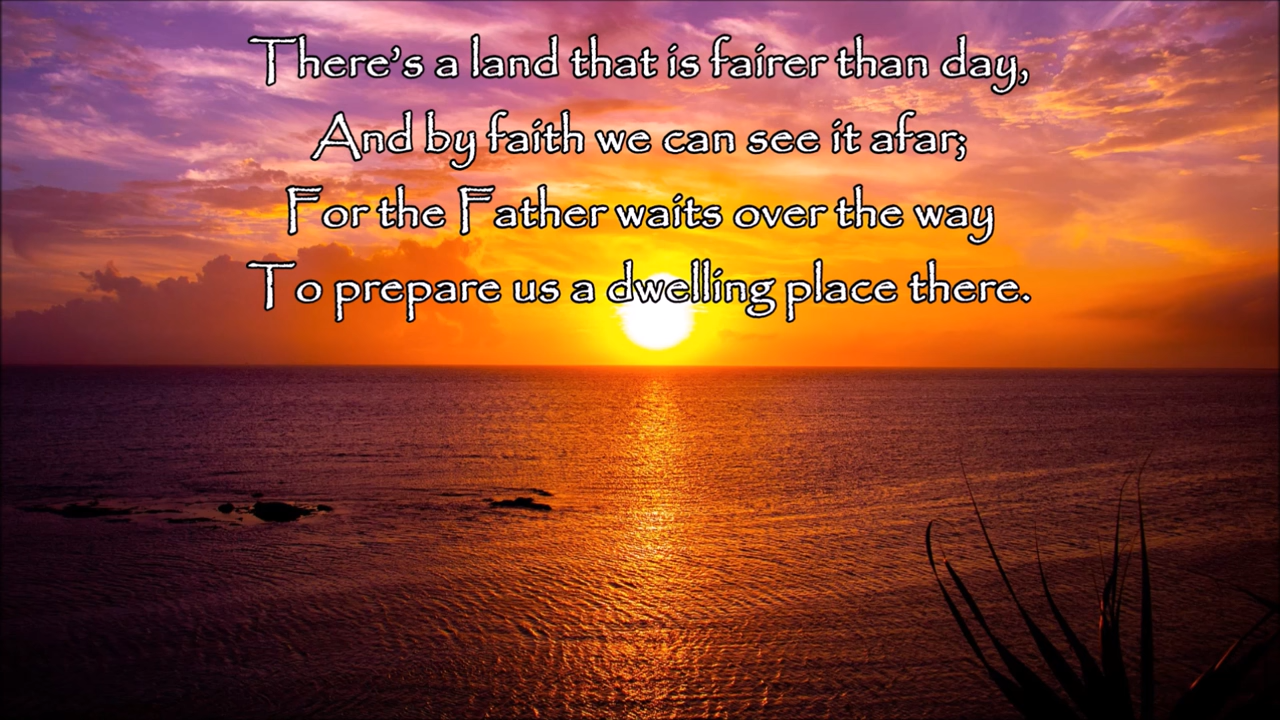 There's a land that is fairer than day,
And by faith we can see it afar;
For the Father waits over the way
To prepare us a dwelling place there.